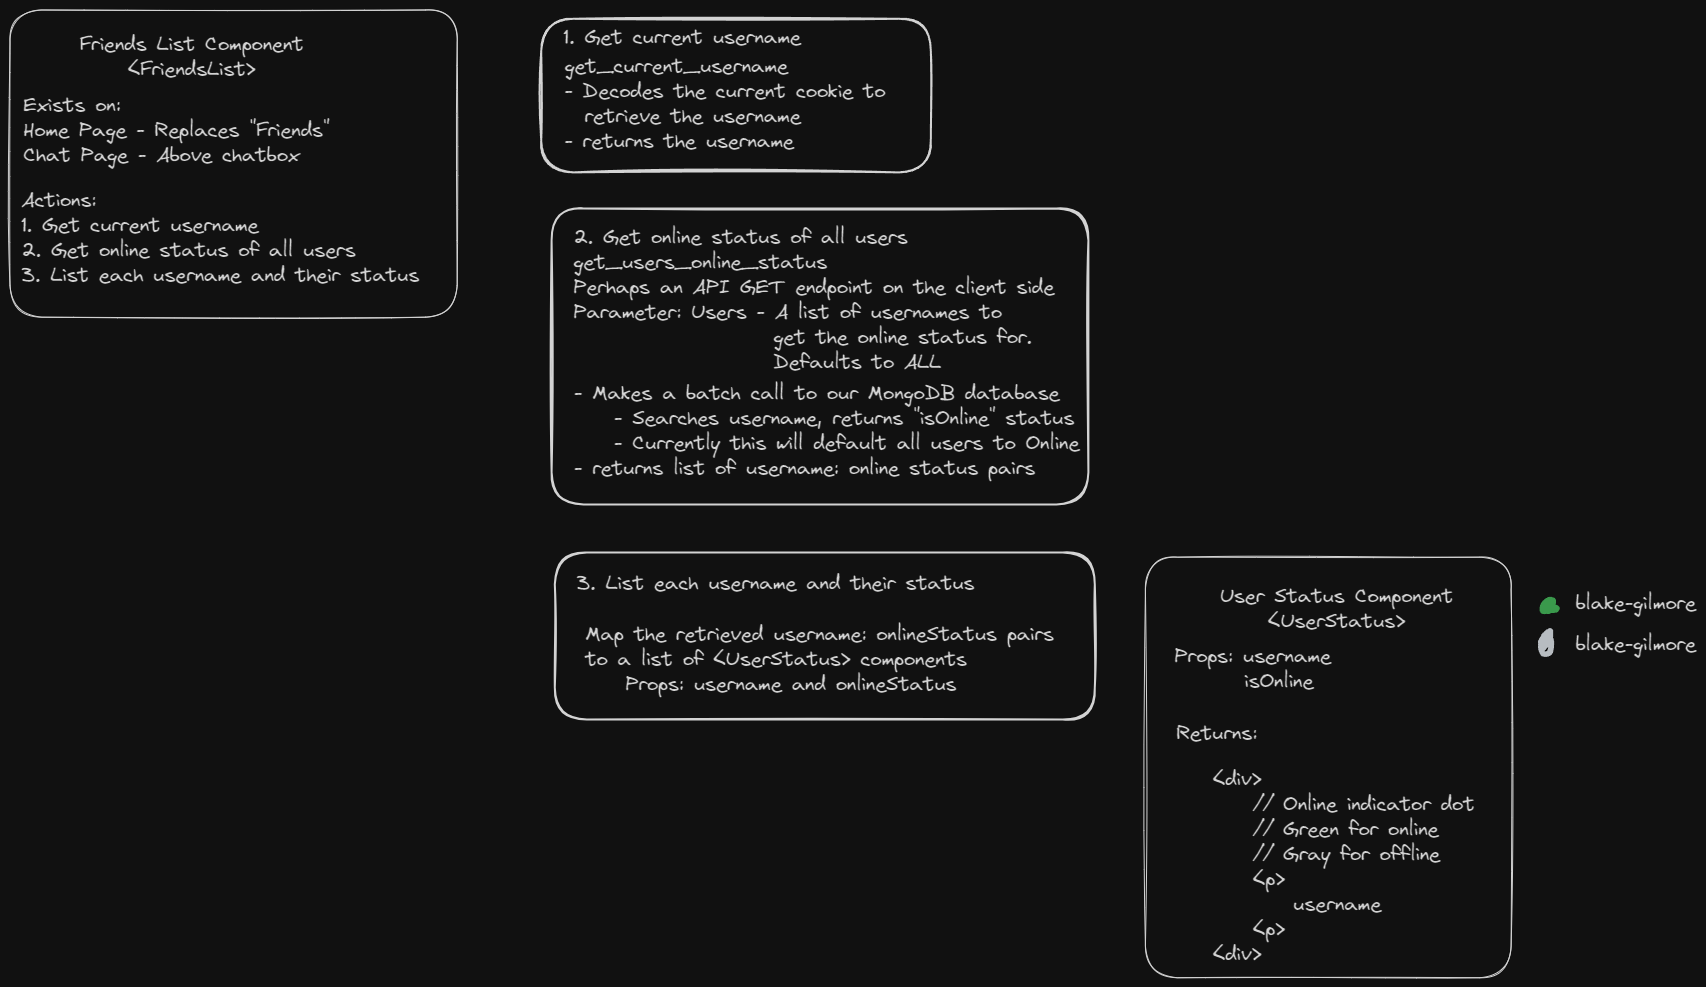 Friends List Component
<FriendsList>
Exists on:
Home Page - Replaces "Friends"
Chat Page - Above chatbox
Actions:
1. Get current username
2. Get online status of all users
3. List each username and their status
1. Get current username
get_current_username
- Decodes the current cookie to
retrieve the username
- returns the username
2. Get online status of all users
get_users_online_status
Perhaps an API GET endpoint on the client side
Parameter: Users - A list of usernames to
get the online status for.
Defaults to ALL
- Makes a batch call to our MongoDB database
- Searches username, returns "isOnline" status
- Currently this will default all users to Online
- returns list of username: online status pairs
3. List each username and their status
Map the retrieved username: onlineStatus pairs
to a list of <UserStatus> components
Props: username and onlineStatus
User Status Component
<UserStatus>
Props: username
isOnline
Returns:
<div>
// Online indicator dot
// Green for online
// Gray for offline
<p>
username
<p>
<div>
blake-gilmore
blake-gilmore